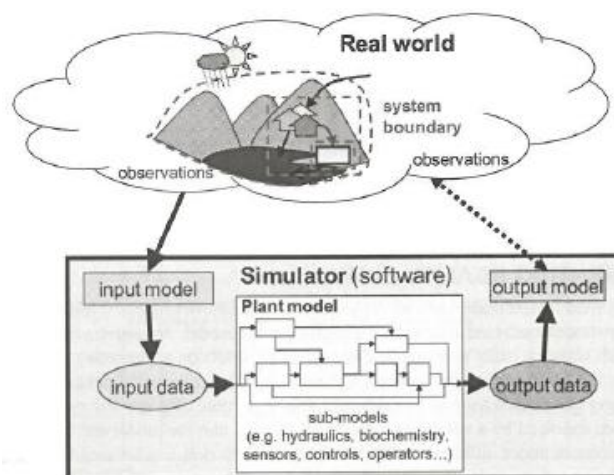 Real world
system
boundary
observations
observations
Simulator (software)
input model
output model
Plant model
input data
output data
sub-models
(e.g. hydraulics, biochemistry,
sensors, controls, operators...)